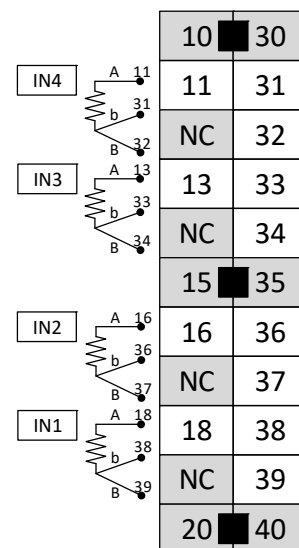 10 30
IN4 A 11 11 31
b 31
B 32 NC 32
IN3 A 13 13 33
b 33
B 34 NC 34
15 35
IN2 A 16 16 36
b 36
B 37 NC 37
IN1 A 18 18 38
b 38
B 39 NC 39
20 40